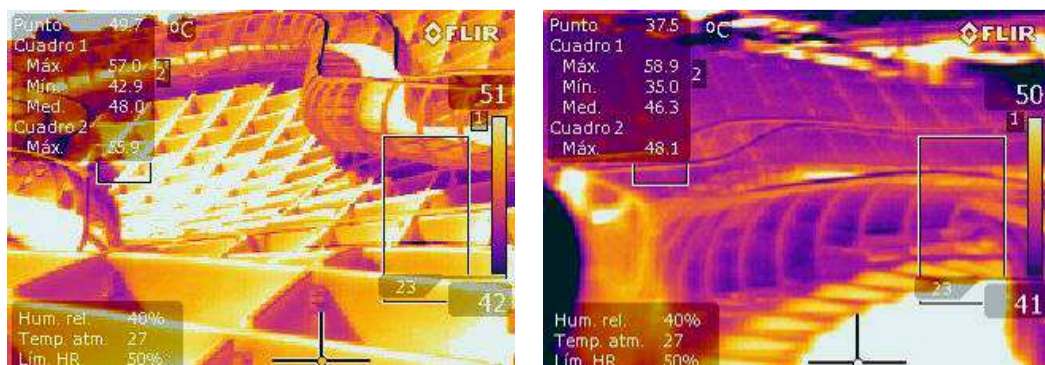 Punto 49.7 °C
FLIR
Cuadro 1
Máx. 57.0
2
Mín. 42.9
Med. 48.0
51
Cuadro 2
1
Máx. 55.9
23
42
Hum. rel. 40%
Temp. atm. 27
Lím. HR 50%
Punto 37.5 °C
FLIR
Cuadro 1
Máx. 58.9
2
Mín. 35.0
Med. 46.3
50
Cuadro 2
1
Máx. 48.1
23
41
Hum. rel. 40%
Temp. atm. 27
Lím. HR 50%